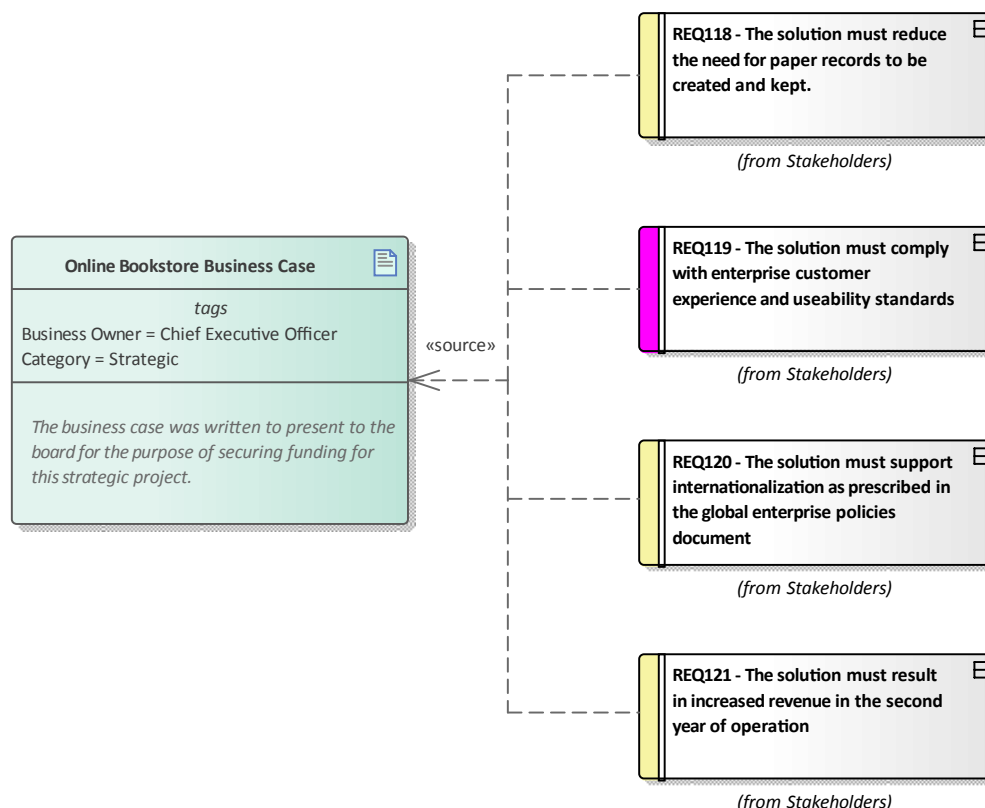 REQ118 - The solution must reduce
the need for paper records to be
created and kept.
(from Stakeholders)
REQ119 - The solution must comply
with enterprise customer
experience and useability standards
(from Stakeholders)
Online Bookstore Business Case
tags
Business Owner = Chief Executive Officer
Category = Strategic
The business case was written to present to the
board for the purpose of securing funding for
this strategic project.
«source»
REQ120 - The solution must support
internationalization as prescribed in
the global enterprise policies
document
(from Stakeholders)
REQ121 - The solution must result
in increased revenue in the second
year of operation
(from Stakeholders)